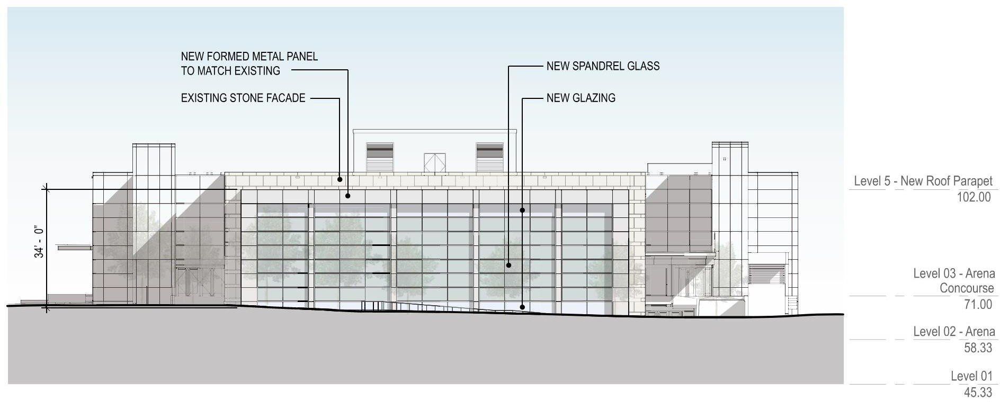 NEW FORMED METAL PANEL
TO MATCH EXISTING
EXISTING STONE FACADE
NEW SPANDREL GLASS
NEW GLAZING
34' - 0"
Level 5 - New Roof Parapet
102.00
Level 03 - Arena
Concourse
71.00
Level 02 - Arena
58.33
Level 01
45.33